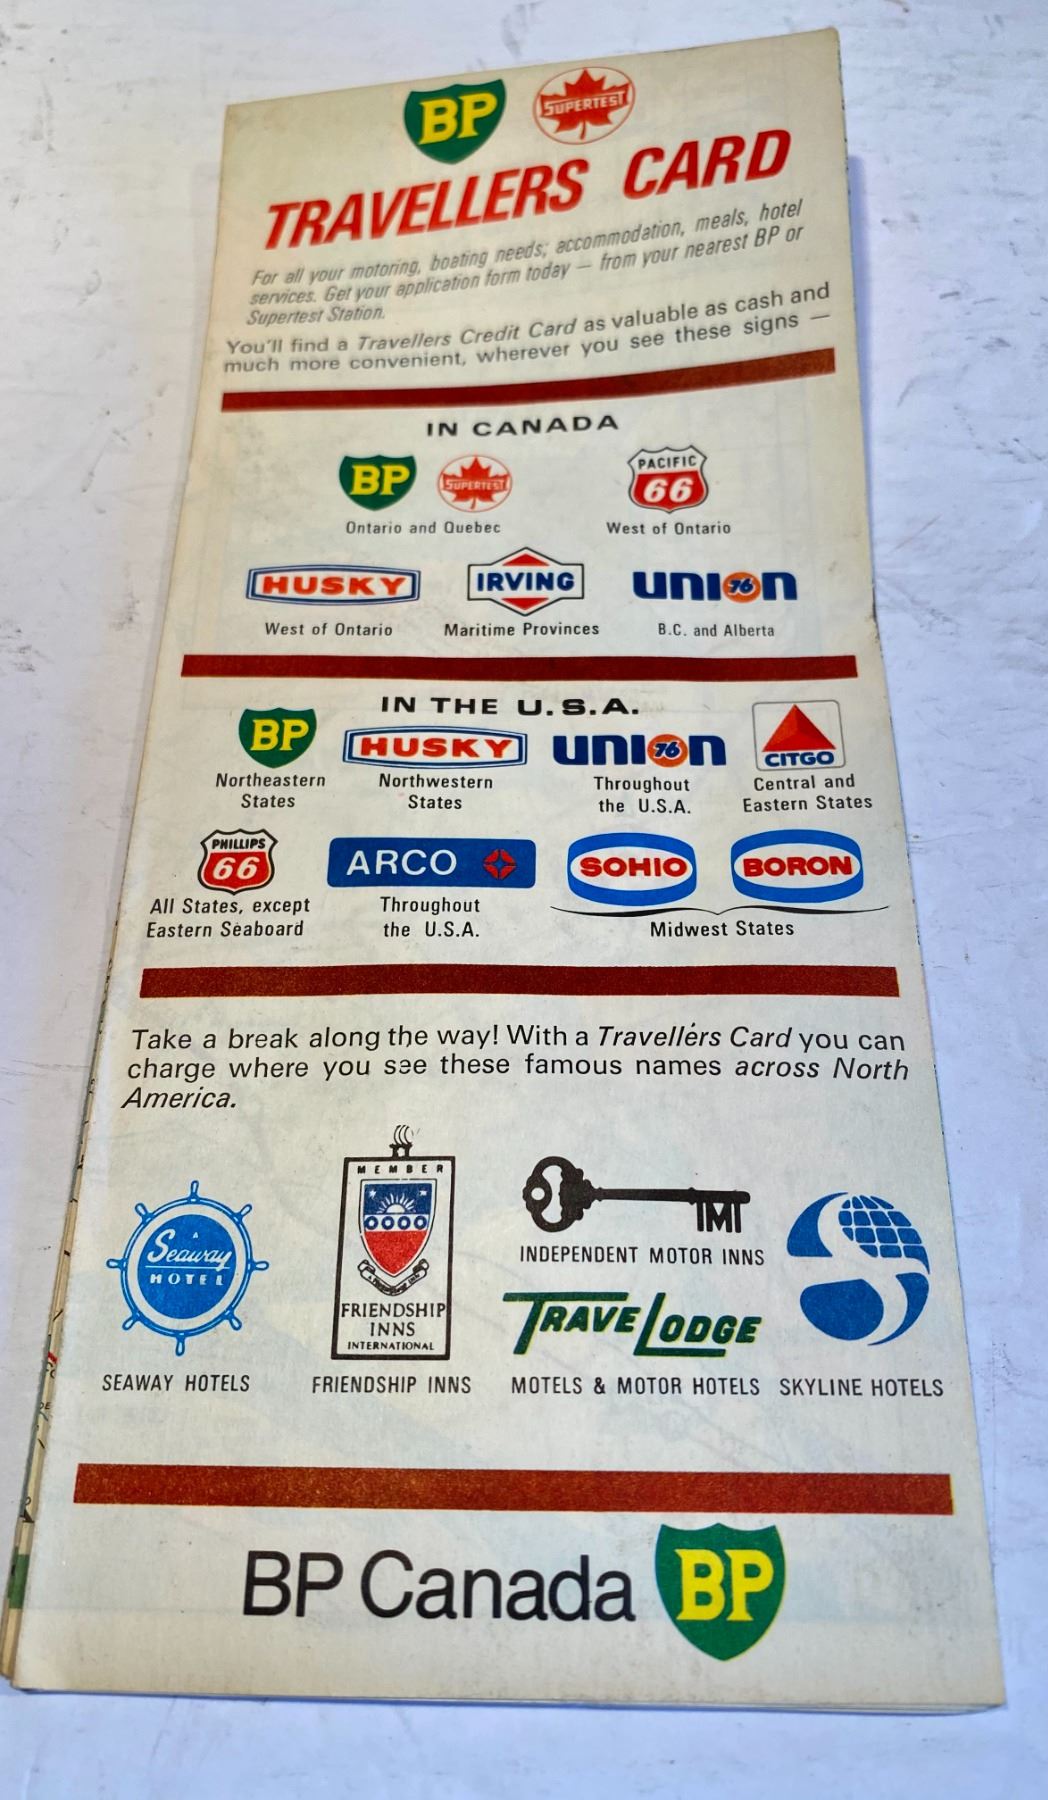 BP SUPERTEST
TRAVELLERS CARD
For all your motoring, boating needs; accommodation, meals, hotel
services. Get your application form today — from your nearest BP or
Supertest Station.
You'll find a Travellers Credit Card as valuable as cash and
much more convenient, wherever you see these signs —
IN CANADA
BP SUPERTEST
Ontario and Quebec
PACIFIC
66
West of Ontario
HUSKY
West of Ontario
IRVING
Maritime Provinces
UNION 76
B.C. and Alberta
IN THE U.S.A.
BP
Northeastern
States
HUSKY
Northwestern
States
UNION 76
Throughout
the U.S.A.
CITGO
Central and
Eastern States
PHILLIPS
66
All States, except
Eastern Seaboard
ARCO
Throughout
the U.S.A.
SOHIO BORON
Midwest States
Take a break along the way! With a Travellers Card you can
charge where you see these famous names across North
America.
A
Seaway
HOTEL
SEAWAY HOTELS
MEMBER
FRIENDSHIP
INNS
INTERNATIONAL
FRIENDSHIP INNS
IMI
INDEPENDENT MOTOR INNS
TRAVELODGE
MOTELS & MOTOR HOTELS
SKYLINE HOTELS
BP Canada BP